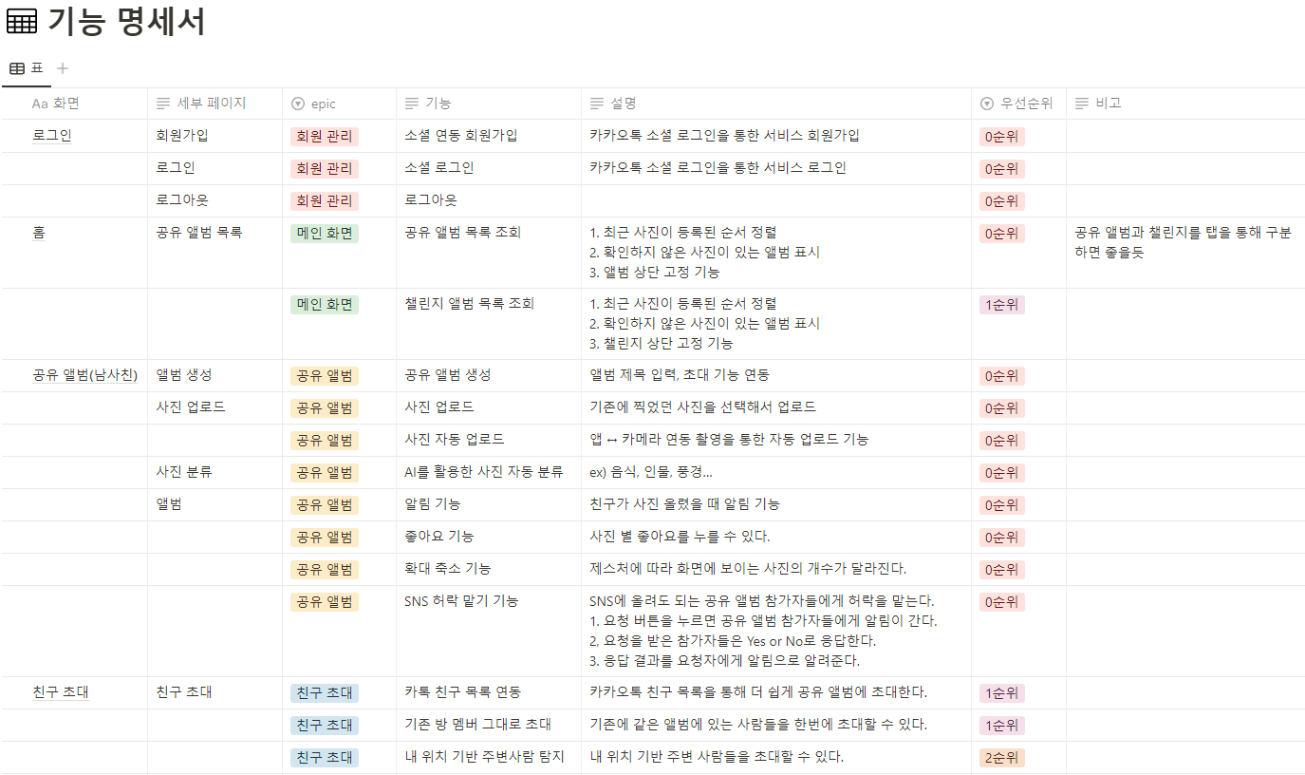 기능 명세서
표
Aa 화면 세부 페이지 epic 기능 설명 우선순위 비고
로그인 회원가입 회원 관리 소셜 연동 회원가입 카카오톡 소셜 로그인을 통한 서비스 회원가입 0순위
로그인 회원 관리 소셜 로그인 카카오톡 소셜 로그인을 통한 서비스 로그인 0순위
로그아웃 회원 관리 로그아웃 0순위
홈 공유 앨범 목록 메인 화면 공유 앨범 목록 조회 1. 최근 사진이 등록된 순서 정렬 0순위 공유 앨범과 챌린지를 탭을 통해 구분
2. 확인하지 않은 사진이 있는 앨범 표시 하면 좋을듯
3. 앨범 상단 고정 기능
메인 화면 챌린지 앨범 목록 조회 1. 최근 사진이 등록된 순서 정렬 1순위
2. 확인하지 않은 사진이 있는 앨범 표시
3. 챌린지 상단 고정 기능
공유 앨범(남사친) 앨범 생성 공유 앨범 공유 앨범 생성 앨범 제목 입력, 초대 기능 연동 0순위
사진 업로드 공유 앨범 사진 업로드 기존에 찍었던 사진을 선택해서 업로드 0순위
공유 앨범 사진 자동 업로드 앱 ↔ 카메라 연동 촬영을 통한 자동 업로드 기능 0순위
사진 분류 공유 앨범 AI를 활용한 사진 자동 분류 ex) 음식, 인물, 풍경... 0순위
앨범 공유 앨범 알림 기능 친구가 사진 올렸을 때 알림 기능 0순위
공유 앨범 좋아요 기능 사진 별 좋아요를 누를 수 있다. 0순위
공유 앨범 확대 축소 기능 제스처에 따라 화면에 보이는 사진의 개수가 달라진다. 0순위
공유 앨범 SNS 허락 맡기 기능 SNS에 올려도 되는 공유 앨범 참가자들에게 허락을 맡는다. 0순위
1. 요청 버튼을 누르면 공유 앨범 참가자들에게 알림이 간다.
2, 요청을 받은 참가자들은 Yes or No로 응답한다.
3. 응답 결과를 요청자에게 알림으로 알려준다.
친구 초대 친구 초대 친구 초대 카톡 친구 목록 연동 카카오톡 친구 목록을 통해 더 쉽게 공유 앨범에 초대한다. 1순위
친구 초대 기존 방 멤버 그대로 초대 기존에 같은 앨범에 있는 사람들을 한번에 초대할 수 있다. 1순위
친구 초대 내 위치 기반 주변사람 탐지 내 위치 기반 주변 사람들을 초대할 수 있다. 2순위